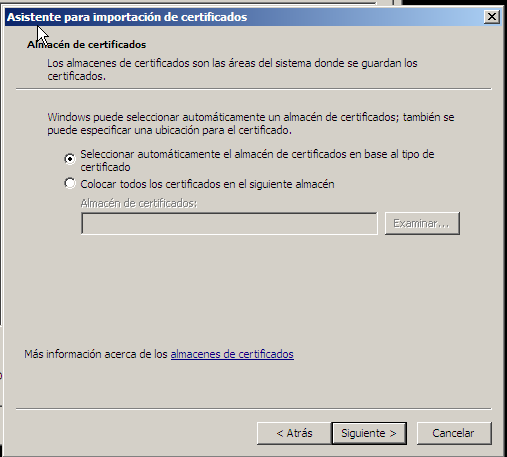 Asistente para importación de certificados
Almacén de certificados
Los almacenes de certificados son las áreas del sistema donde se guardan los
certificados.
Windows puede seleccionar automáticamente un almacén de certificados; también se
puede especificar una ubicación para el certificado.
Seleccionar automáticamente el almacén de certificados en base al tipo de
certificado
Colocar todos los certificados en el siguiente almacén
Almacén de certificados:
Examinar...
Más información acerca de los almacenes de certificados
< Atrás
Siguiente >
Cancelar